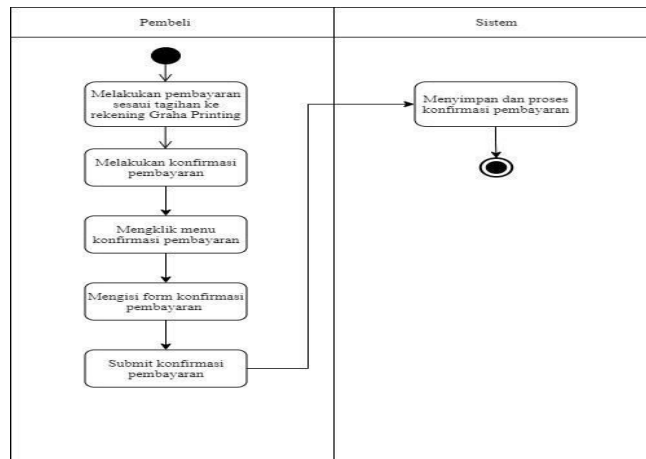 Pembeli
Sistem
Melakukan pembayaran
sesaui tagihan ke
rekening Graha Printing
Melakukan konfirmasi
pembayaran
Mengklik menu
konfirmasi pembayaran
Mengisi form konfirmasi
pembayaran
Submit konfirmasi
pembayaran
Menyimpan dan proses
konfirmasi pembayaran